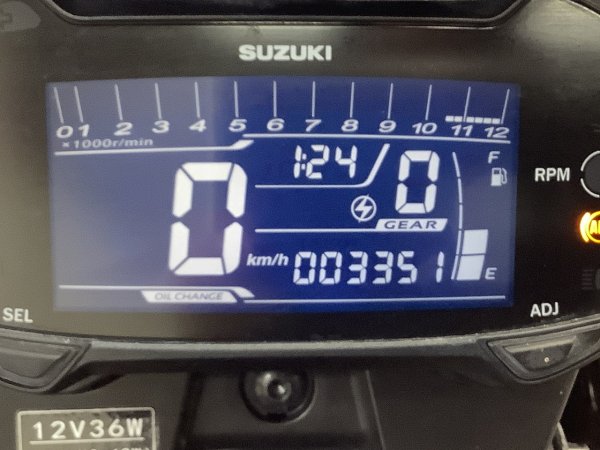 SUZUKI
0 1 2 3 4 5 6 7 8 9 10 11 12
×1000r/min
1:24
0
F
RPM
GEAR
0
km/h
003351
E
OIL CHANGE
SEL
ADJ
12V36W